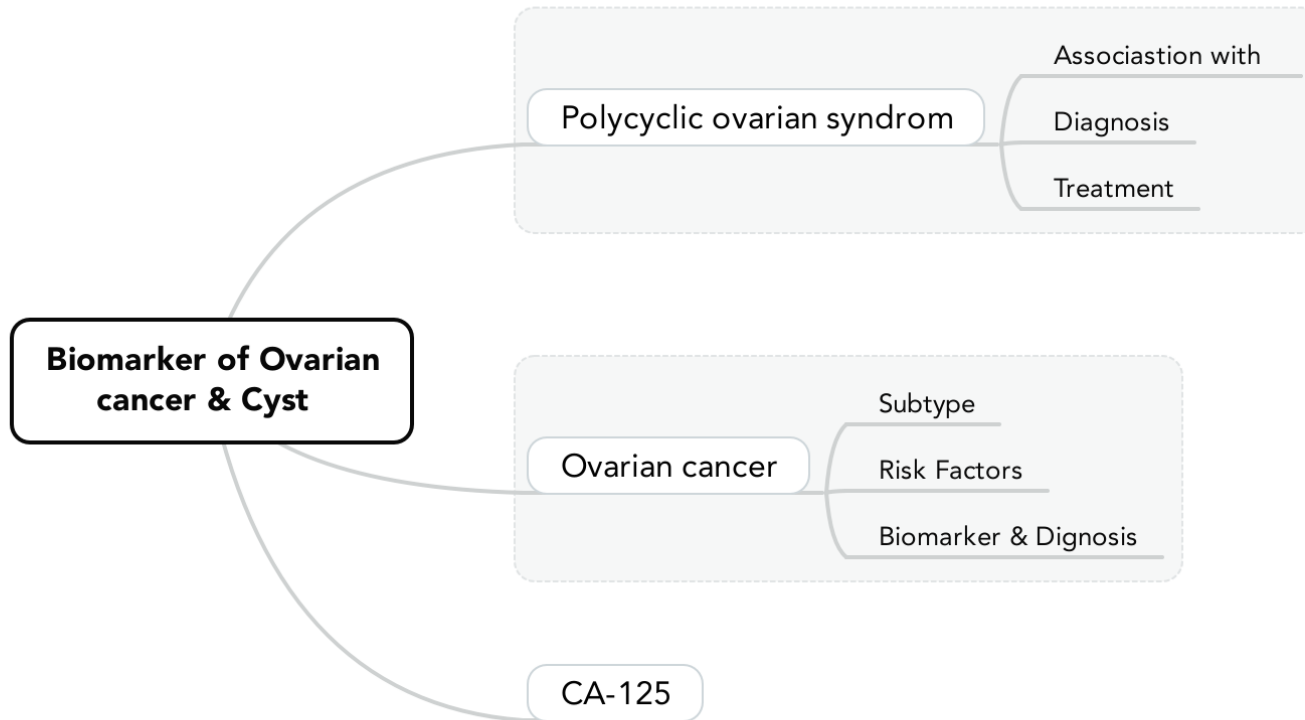 Biomarker of Ovarian
cancer & Cyst
Polycyclic ovarian syndrom
Associastion with
Diagnosis
Treatment
Ovarian cancer
Subtype
Risk Factors
Biomarker & Dignosis
CA-125